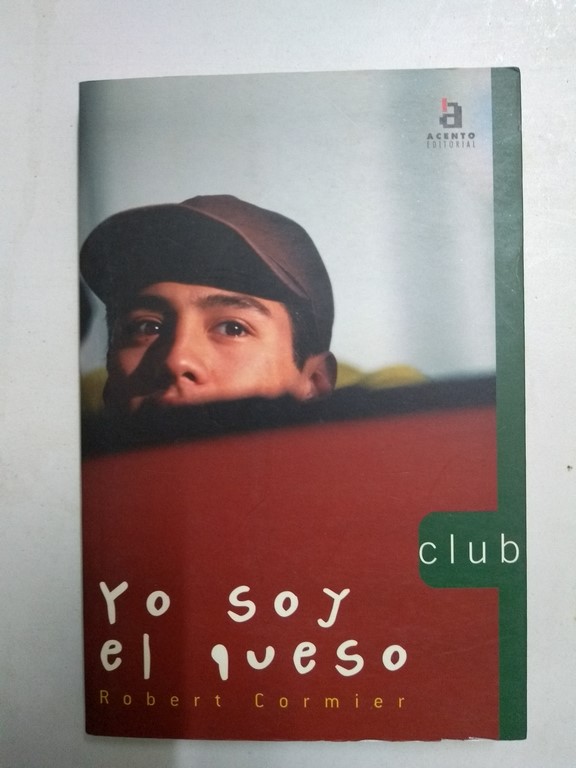 a
ACENTO
EDITORIAL
club
Yo soy
el queso
Robert Cormier